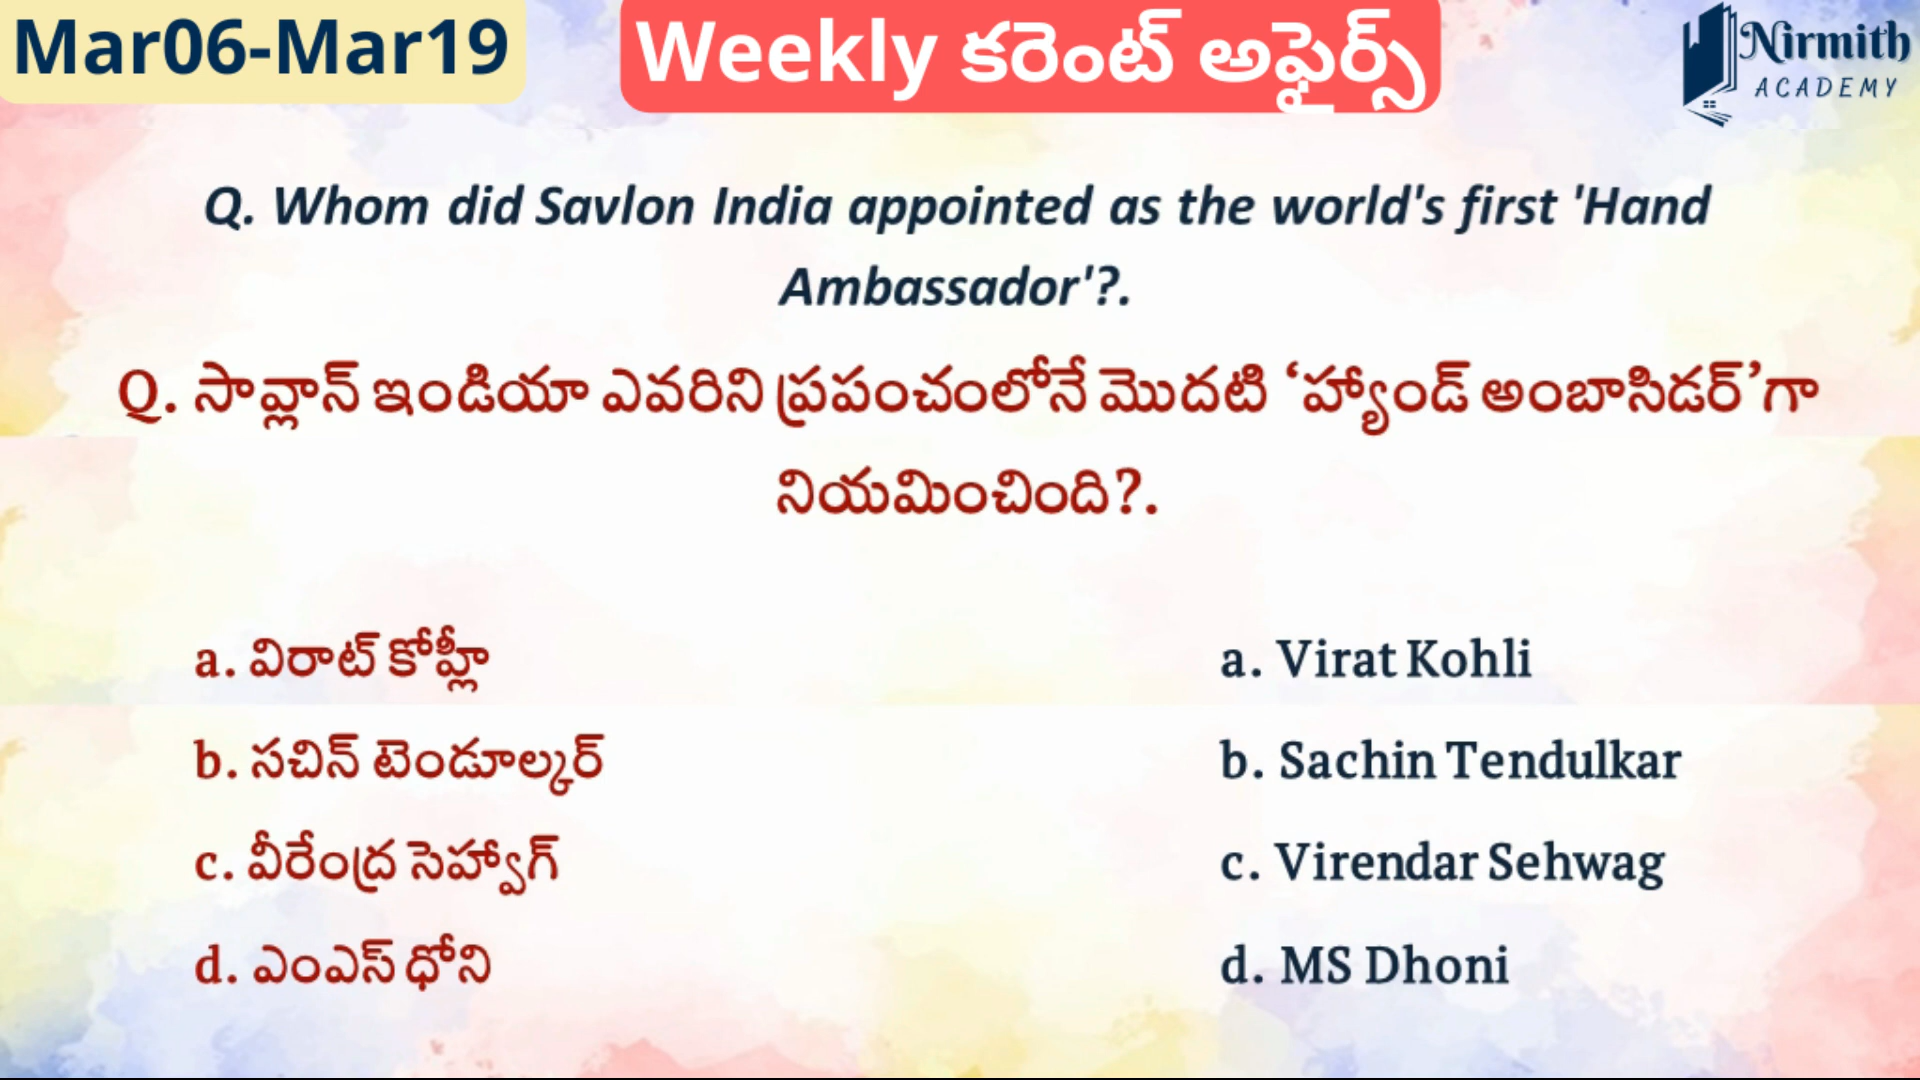 Mar06-Mar19
Weekly కరెంట్ అఫైర్స్
Nirmith
ACADEMY
Q. Whom did Savlon India appointed as the world's first 'Hand
Ambassador'?.
Q. సావ్లాన్ ఇండియా ఎవరిని ప్రపంచంలోనే మొదటి ‘హ్యాండ్ అంబాసిడర్’గా
నియమించింది?.
a. విరాట్ కోహ్లీ
b. సచిన్ టెండూల్కర్
c. వీరేంద్ర సెహ్వాగ్
d. ఎంఎస్ ధోని
a. Virat Kohli
b. Sachin Tendulkar
c. Virendar Sehwag
d. MS Dhoni